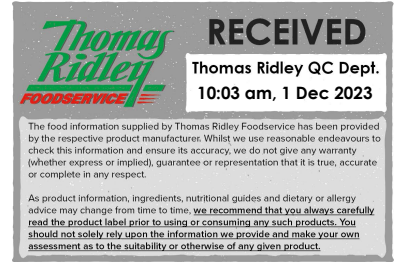 Thomas
Ridley
FOODSERVICE
RECEIVED
Thomas Ridley QC Dept.
10:03 am, 1 Dec 2023
The food information supplied by Thomas Ridley Foodservice has been provided
by the respective product manufacturer. Whilst we use reasonable endeavours to
check this information and ensure its accuracy, we do not give any warranty
(whether express or implied), guarantee or representation that it is true, accurate
or complete in any respect.
As product information, ingredients, nutritional guides and dietary or allergy
advice may change from time to time, we recommend that you always carefully
read the product label prior to using or consuming any such products. You
should not solely rely upon the information we provide and make your own
assessment as to the suitability or otherwise of any given product.